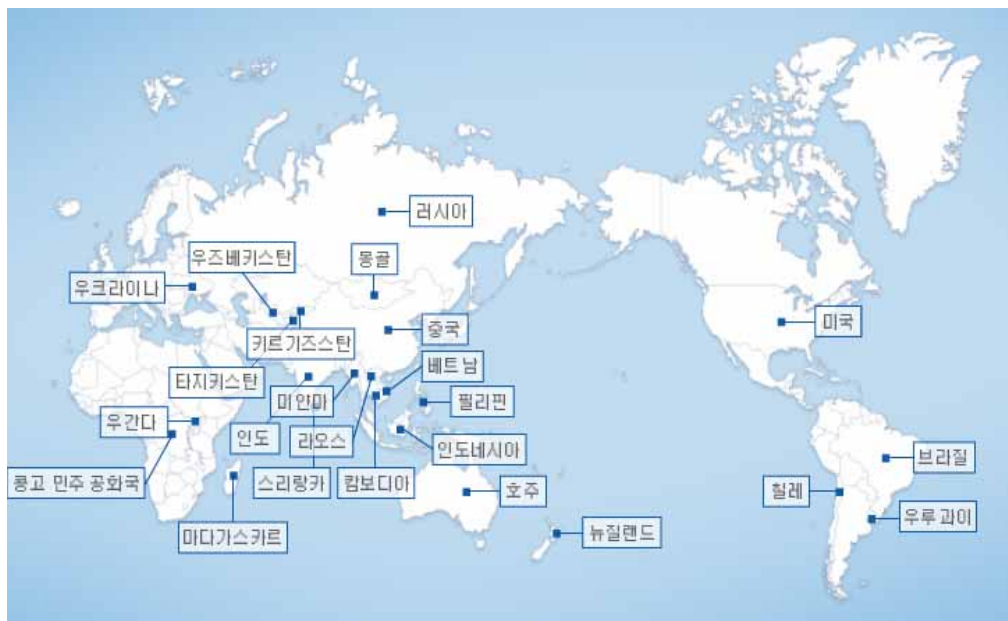 러시아
우즈베키스탄
몽골
우크라이나
미국
중국
키르기즈스탄
베트남
타지키스탄
미얀마
필리핀
우간다
인도
라오스
인도네시아
브라질
콩고 민주 공화국
스리랑카
캄보디아
호주
칠레
우루과이
마다가스카르
뉴질랜드